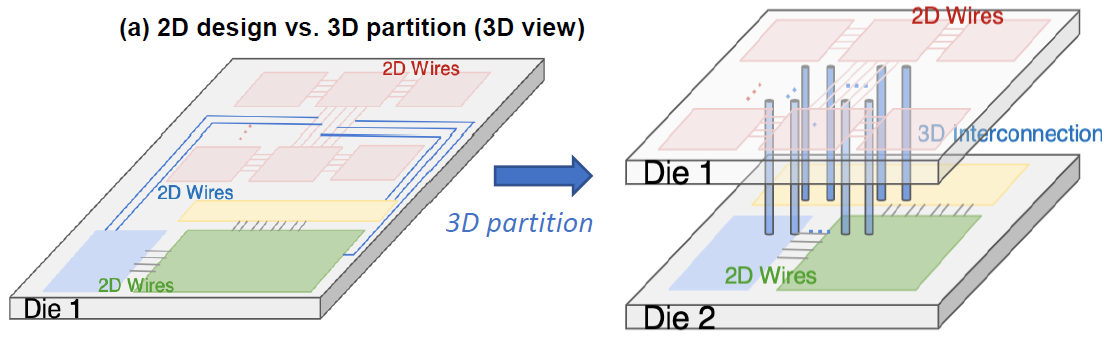 (a) 2D design vs. 3D partition (3D view)
2D Wires
2D Wires
2D Wires
Die 1
3D partition
2D Wires
3D Interconnection
Die 1
2D Wires
Die 2